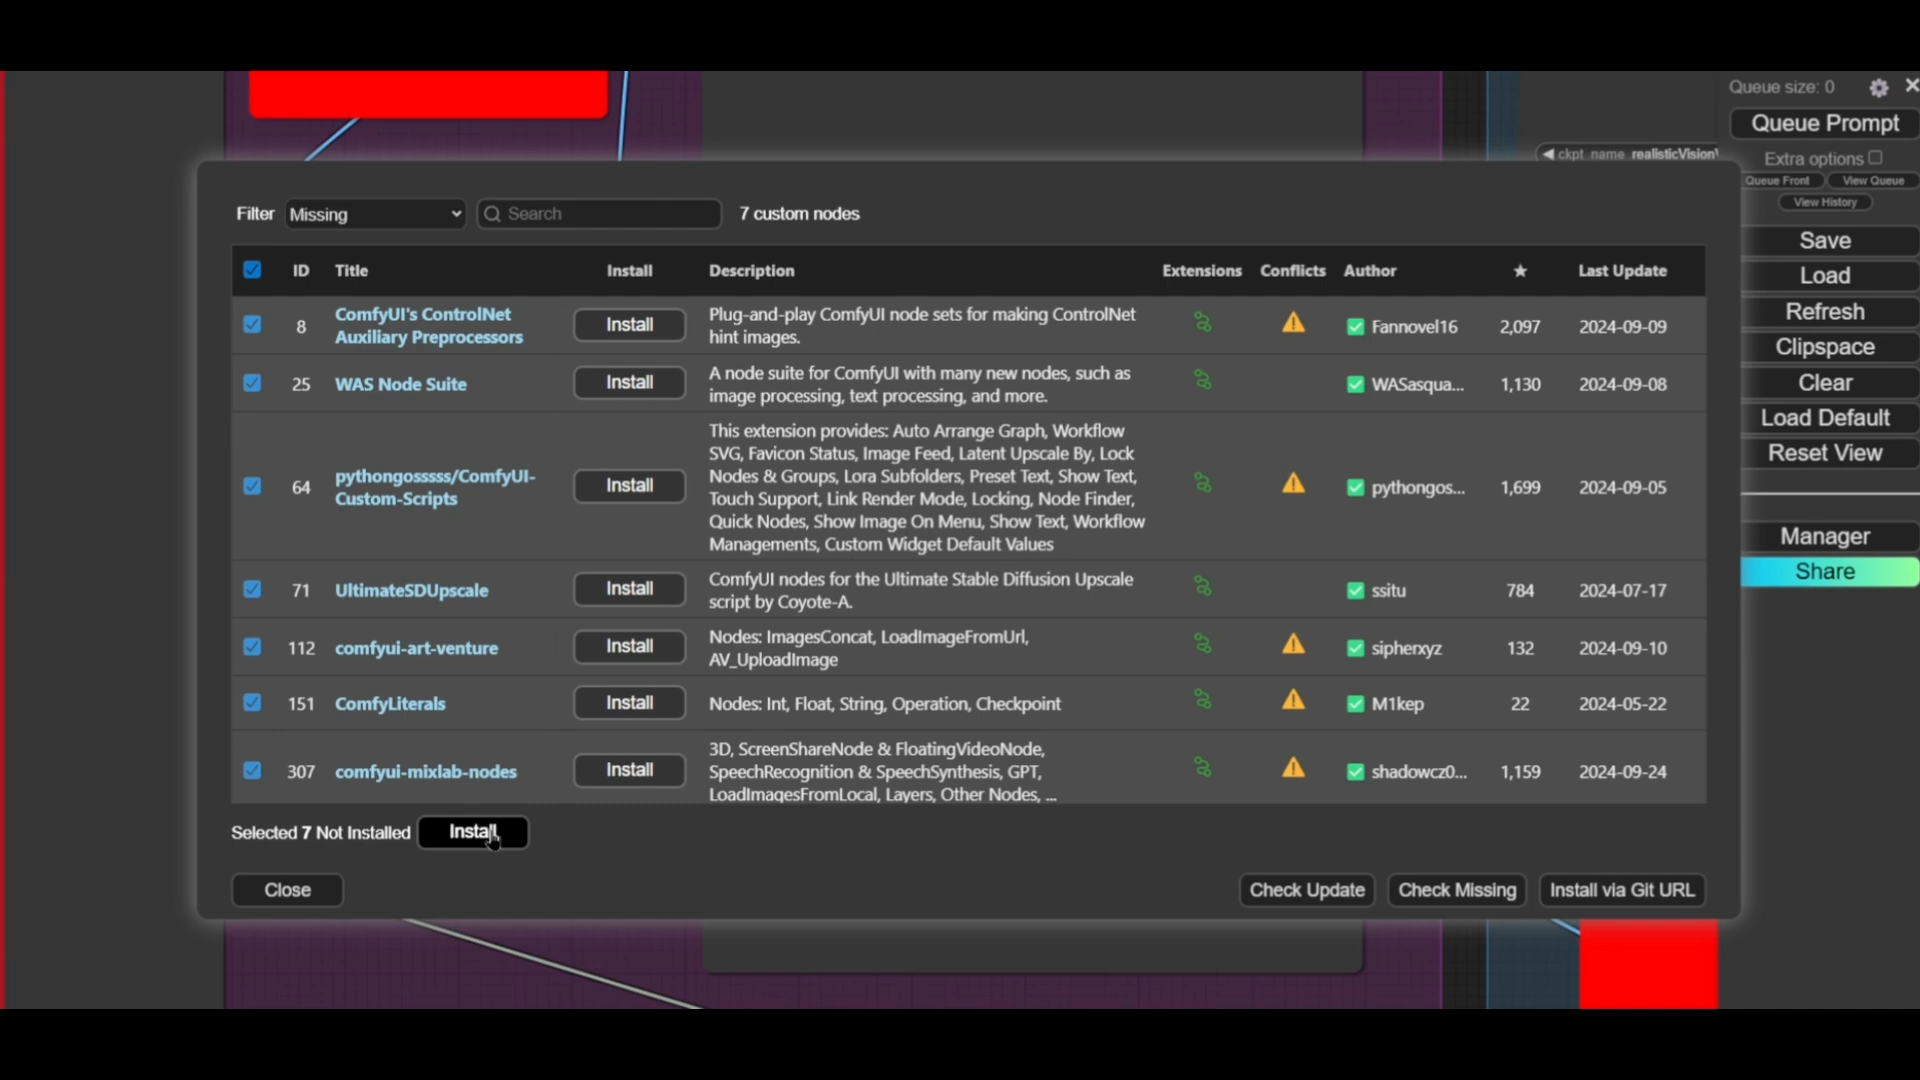 Queue size: 0
Queue Prompt
ckpt_name realisticVisionV
Extra options
Queue Front View Queue
View History
Filter Missing Search 7 custom nodes
Save
Load
Refresh
Clipspace
Clear
Load Default
Reset View
Manager
Share
ID Title Install Description Extensions Conflicts Author ★ Last Update
8 ComfyUI's ControlNet
Auxiliary Preprocessors
Install
Plug-and-play ComfyUI node sets for making ControlNet
hint images.
Fannovel16 2,097 2024-09-09
25 WAS Node Suite
Install
A node suite for ComfyUI with many new nodes, such as
image processing, text processing, and more.
WASasqua... 1,130 2024-09-08
64 pythongosssss/ComfyUI-
Custom-Scripts
Install
This extension provides: Auto Arrange Graph, Workflow
SVG, Favicon Status, Image Feed, Latent Upscale By, Lock
Nodes & Groups, Lora Subfolders, Preset Text, Show Text,
Touch Support, Link Render Mode, Locking, Node Finder,
Quick Nodes, Show Image On Menu, Show Text, Workflow
Managements, Custom Widget Default Values
pythongos... 1,699 2024-09-05
71 UltimateSDUpscale
Install
ComfyUI nodes for the Ultimate Stable Diffusion Upscale
script by Coyote-A.
ssitu 784 2024-07-17
112 comfyui-art-venture
Install
Nodes: ImagesConcat, LoadImageFromUrl,
AV_UploadImage
sipherxyz 132 2024-09-10
151 ComfyLiterals
Install
Nodes: Int, Float, String, Operation, Checkpoint
M1kep 22 2024-05-22
307 comfyui-mixlab-nodes
Install
3D, ScreenShareNode & FloatingVideoNode,
SpeechRecognition & SpeechSynthesis, GPT,
LoadImagesFromLocal, Layers, Other Nodes, ...
shadowcz0... 1,159 2024-09-24
Selected 7 Not Installed Install
Close Check Update Check Missing Install via Git URL